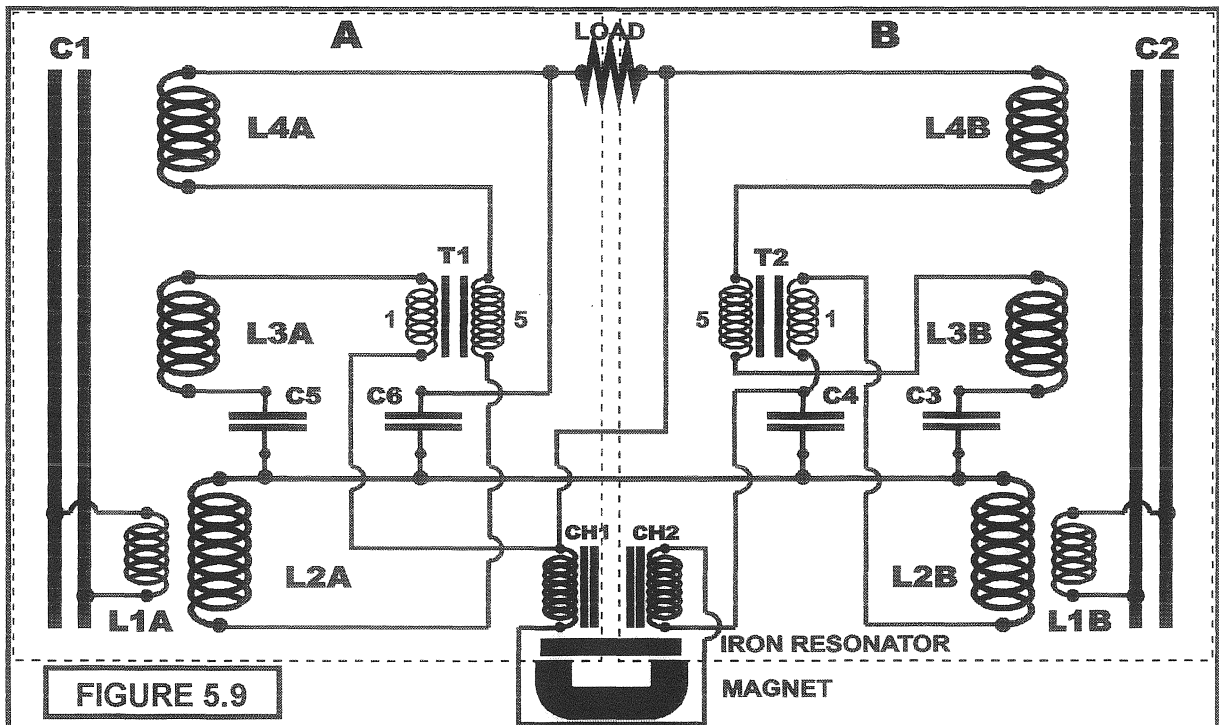 A
LOAD
B
C1
C2
L4A
L4B
T1
T2
1
5
5
1
L3A
L3B
C5
C6
C4
C3
CH1
CH2
L2A
L2B
L1A
L1B
IRON RESONATOR
MAGNET
FIGURE 5.9